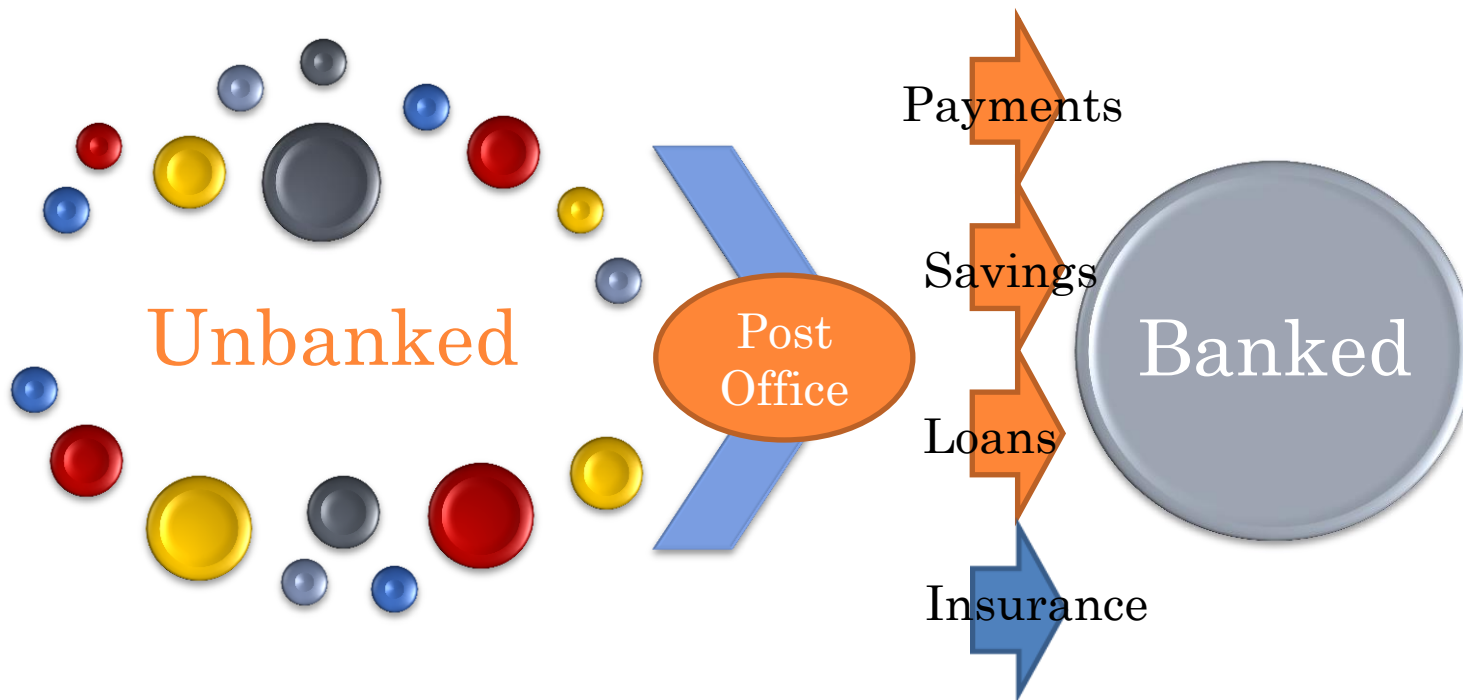 Unbanked
Post
Office
Payments
Savings
Loans
Insurance
Banked